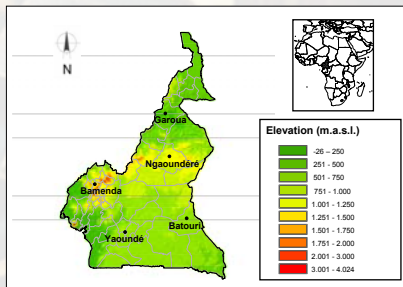 N
Garoua
Ngaoundéré
Bamenda
Batouri
Yaoundé
Elevation (m.a.s.l.)
-26 – 250
251 - 500
501 - 750
751 - 1.000
1.001 - 1.250
1.251 - 1.500
1.501 - 1.750
1.751 - 2.000
2.001 - 3.000
3.001 - 4.024